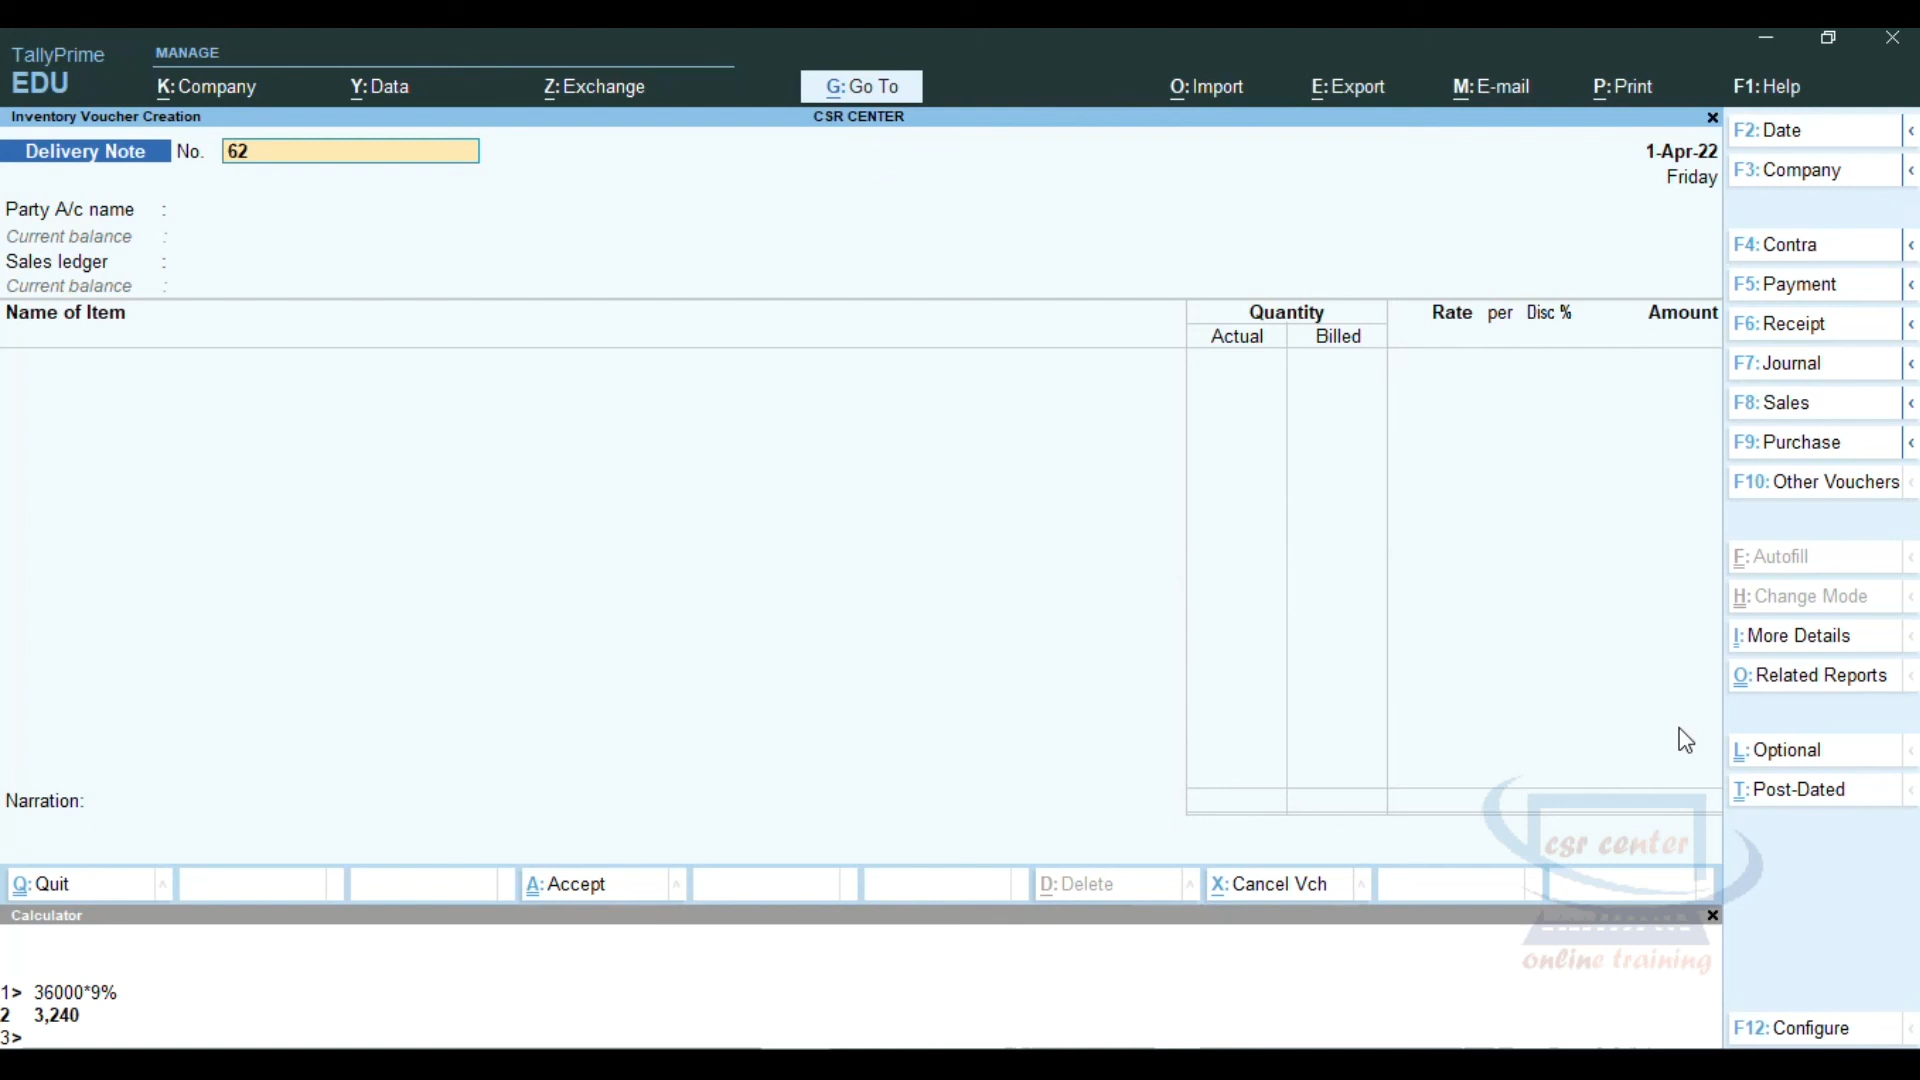 TallyPrime
EDU
MANAGE
K: Company
Y: Data
Z: Exchange
G: Go To
O: Import
E: Export
M: E-mail
P: Print
F1: Help
Inventory Voucher Creation
CSR CENTER
Delivery Note No. 62
1-Apr-22
Friday
Party A/c name :
Current balance :
Sales ledger :
Current balance :
Name of Item
Quantity
Actual Billed
Rate per Disc % Amount
Narration:
Q: Quit
A: Accept
D: Delete
X: Cancel Vch
F2: Date
F3: Company
F4: Contra
F5: Payment
F6: Receipt
F7: Journal
F8: Sales
F9: Purchase
F10: Other Vouchers
F: Autofill
H: Change Mode
I: More Details
O: Related Reports
L: Optional
T: Post-Dated
F12: Configure
Calculator
1> 36000*9%
2 3,240
3>
csr center
online training